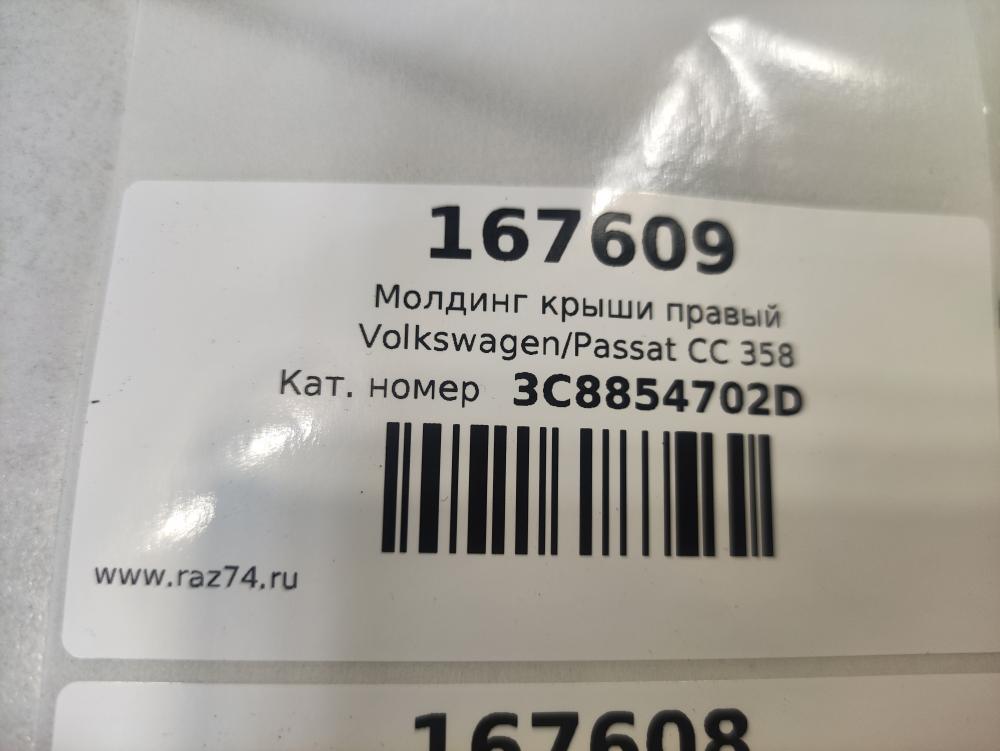 167609
Молдинг крыши правый
Volkswagen/Passat CC 358
Кат. номер 3C8854702D
www.raz74.ru
167608